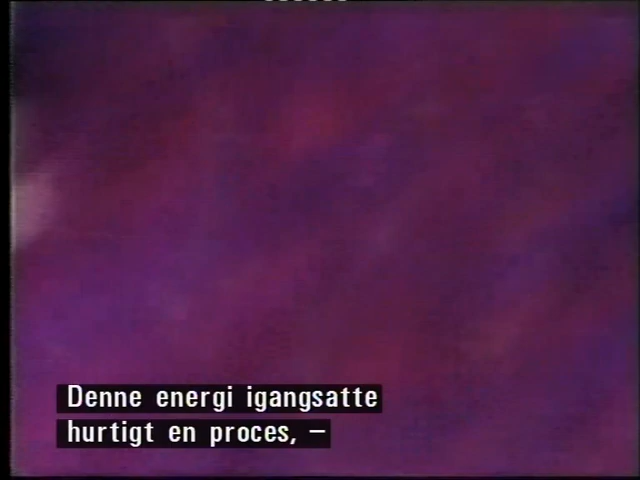 Denne energi igangsatte
hurtigt en proces, –